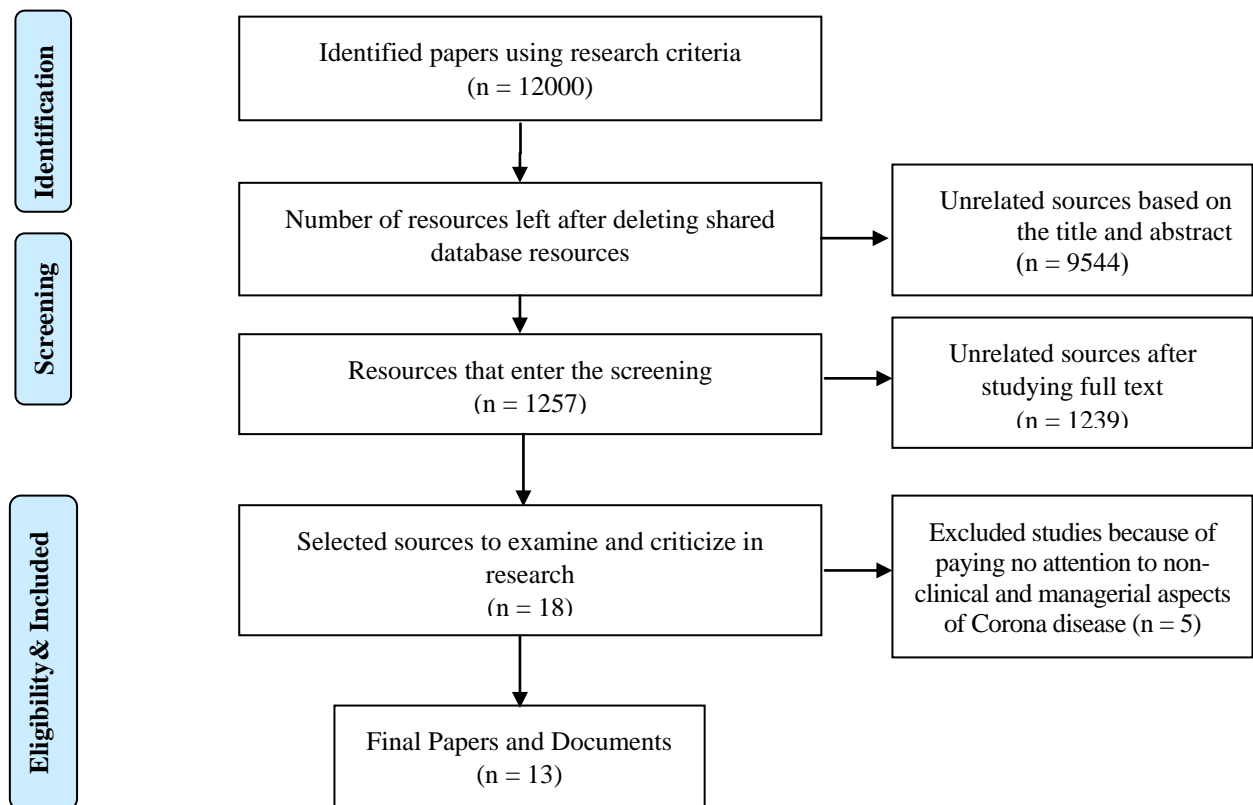 Identification
Identified papers using research criteria
(n = 12000)
Number of resources left after deleting shared
database resources
Unrelated sources based on
the title and abstract
(n = 9544)
Screening
Resources that enter the screening
(n = 1257)
Unrelated sources after
studying full text
(n = 1239)
Eligibility& Included
Selected sources to examine and criticize in
research
(n = 18)
Excluded studies because of
paying no attention to non-
clinical and managerial aspects
of Corona disease (n = 5)
Final Papers and Documents
(n = 13)